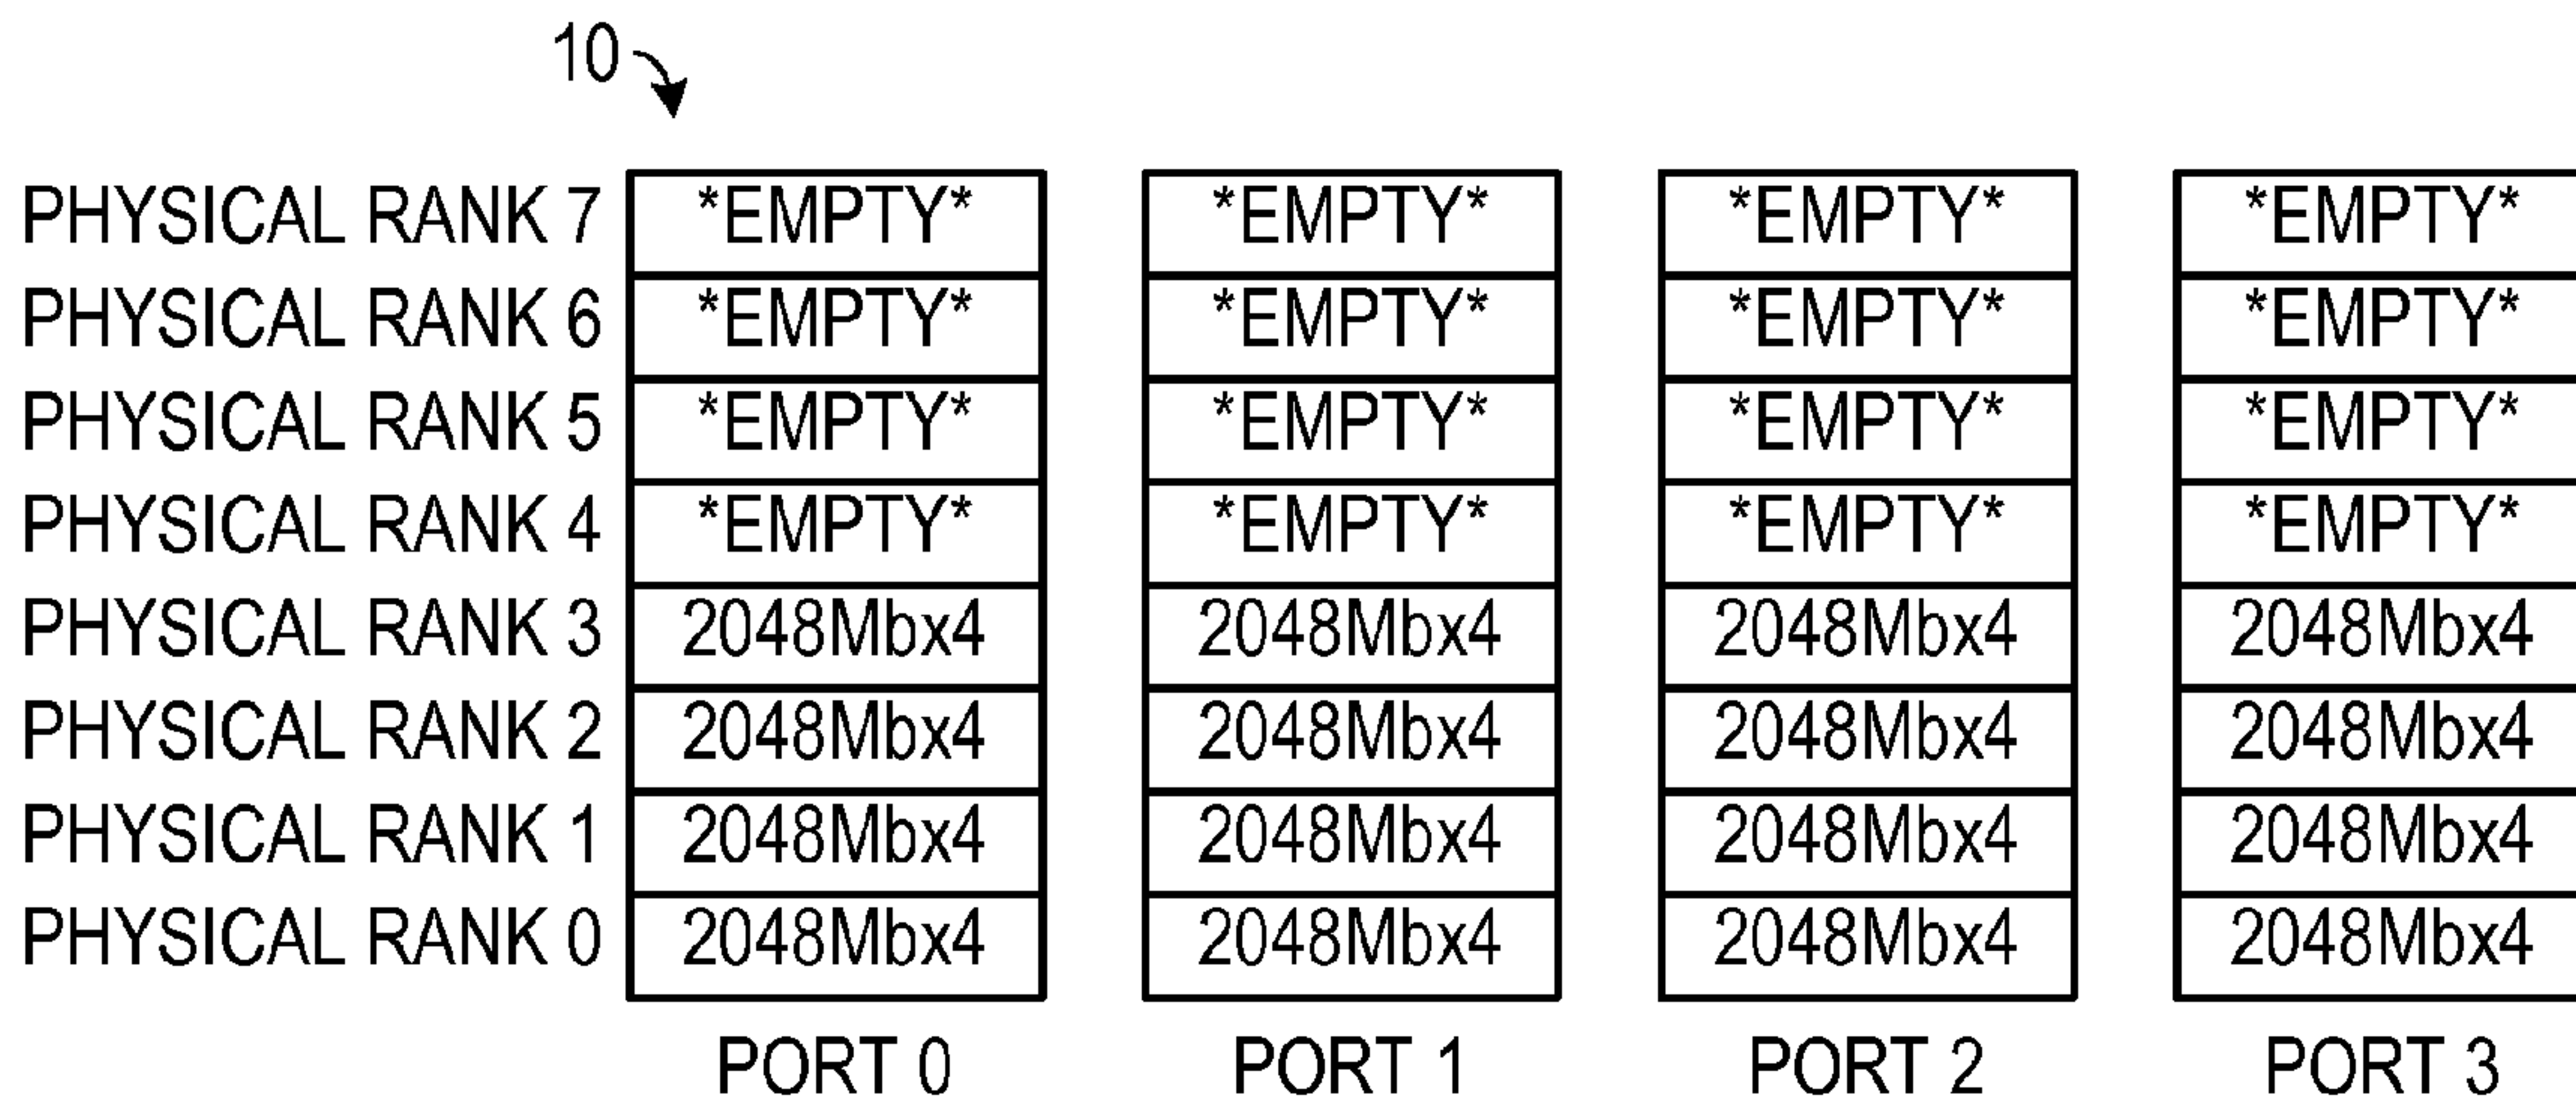 10
PHYSICAL RANK 7 *EMPTY* *EMPTY* *EMPTY* *EMPTY*
PHYSICAL RANK 6 *EMPTY* *EMPTY* *EMPTY* *EMPTY*
PHYSICAL RANK 5 *EMPTY* *EMPTY* *EMPTY* *EMPTY*
PHYSICAL RANK 4 *EMPTY* *EMPTY* *EMPTY* *EMPTY*
PHYSICAL RANK 3 2048Mbx4 2048Mbx4 2048Mbx4 2048Mbx4
PHYSICAL RANK 2 2048Mbx4 2048Mbx4 2048Mbx4 2048Mbx4
PHYSICAL RANK 1 2048Mbx4 2048Mbx4 2048Mbx4 2048Mbx4
PHYSICAL RANK 0 2048Mbx4 2048Mbx4 2048Mbx4 2048Mbx4
PORT 0 PORT 1 PORT 2 PORT 3